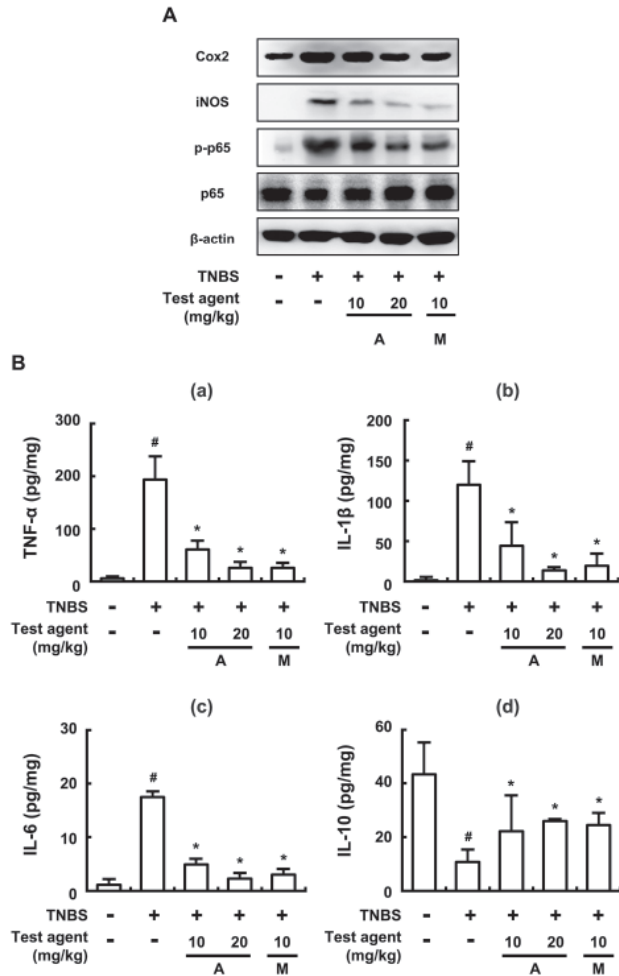 A
Cox2
iNOS
p-p65
p65
β-actin
TNBS - + + + +
Test agent (mg/kg) - - 10 20 10
A M
B
(a)
TNF-α (pg/mg)
300
200
100
0
#
* * *
TNBS - + + + +
Test agent (mg/kg) - - 10 20 10
A M
(b)
IL-1β (pg/mg)
200
150
100
50
0
#
* * *
TNBS - + + + +
Test agent (mg/kg) - - 10 20 10
A M
(c)
IL-6 (pg/mg)
30
20
10
0
#
* * *
TNBS - + + + +
Test agent (mg/kg) - - 10 20 10
A M
(d)
IL-10 (pg/mg)
60
40
20
0
#
* * *
TNBS - + + + +
Test agent (mg/kg) - - 10 20 10
A M